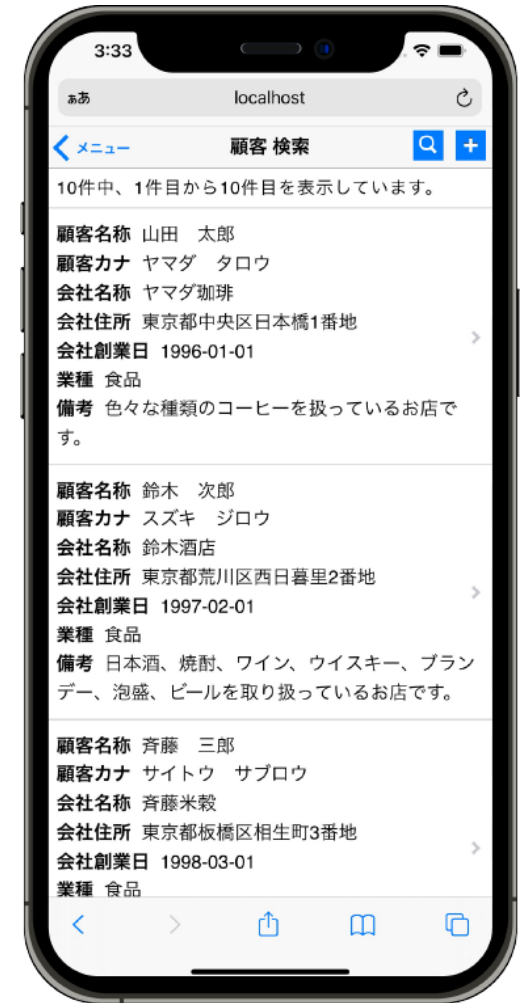 3:33
ぁあ localhost
メニュー 顧客 検索
10件中、1件目から10件目を表示しています。
顧客名称 山田　太郎
顧客カナ ヤマダ　タロウ
会社名称 ヤマダ珈琲
会社住所 東京都中央区日本橋1番地
会社創業日 1996-01-01
業種 食品
備考 色々な種類のコーヒーを扱っているお店で
す。
顧客名称 鈴木　次郎
顧客カナ スズキ　ジロウ
会社名称 鈴木酒店
会社住所 東京都荒川区西日暮里2番地
会社創業日 1997-02-01
業種 食品
備考 日本酒、焼酎、ワイン、ウイスキー、ブラン
デー、泡盛、ビールを取り扱っているお店です。
顧客名称 斉藤　三郎
顧客カナ サイトウ　サブロウ
会社名称 斉藤米穀
会社住所 東京都板橋区相生町3番地
会社創業日 1998-03-01
業種 食品